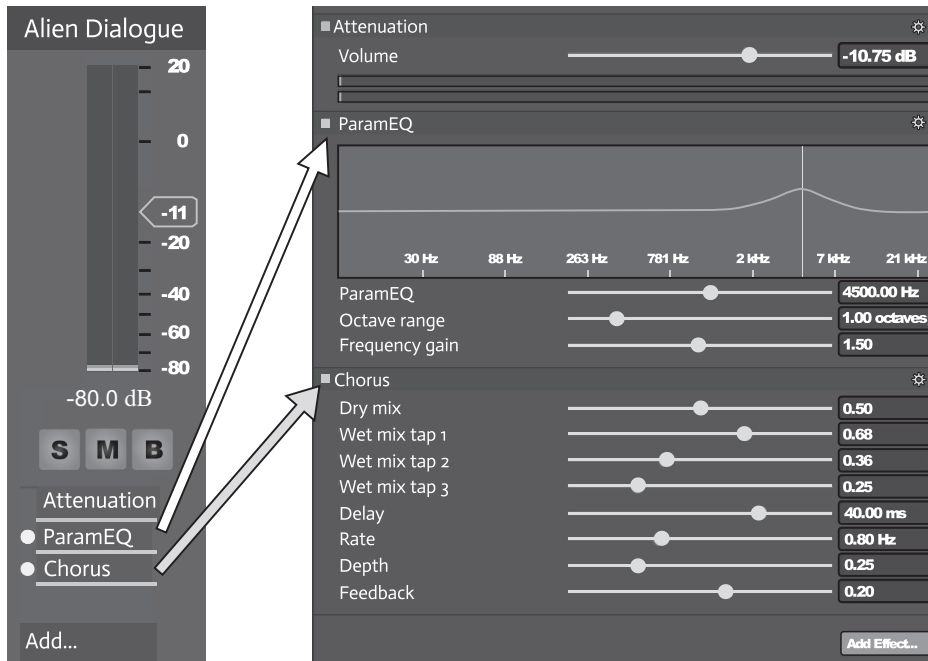 Alien Dialogue
20
0
-11
-20
-40
-60
-80
-80.0 dB
S M B
Attenuation
ParamEQ
Chorus
Add...
Attenuation
Volume -10.75 dB
ParamEQ
30 Hz 88 Hz 263 Hz 781 Hz 2 kHz 7 kHz 21 kHz
ParamEQ 4500.00 Hz
Octave range 1.00 octaves
Frequency gain 1.50
Chorus
Dry mix 0.50
Wet mix tap 1 0.68
Wet mix tap 2 0.36
Wet mix tap 3 0.25
Delay 40.00 ms
Rate 0.80 Hz
Depth 0.25
Feedback 0.20
Add Effect...